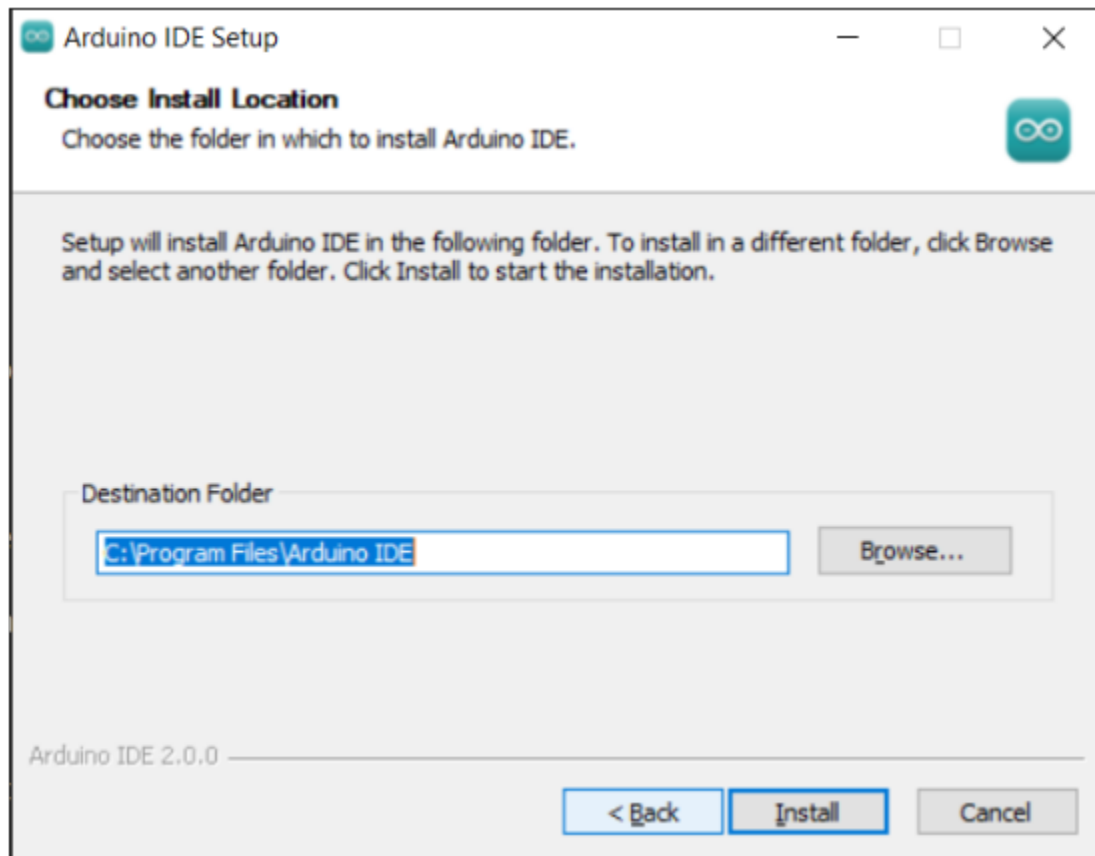 Arduino IDE Setup
Choose Install Location
Choose the folder in which to install Arduino IDE.
Setup will install Arduino IDE in the following folder. To install in a different folder, click Browse
and select another folder. Click Install to start the installation.
Destination Folder
C:\Program Files\Arduino IDE
Browse...
Arduino IDE 2.0.0
< Back Install Cancel